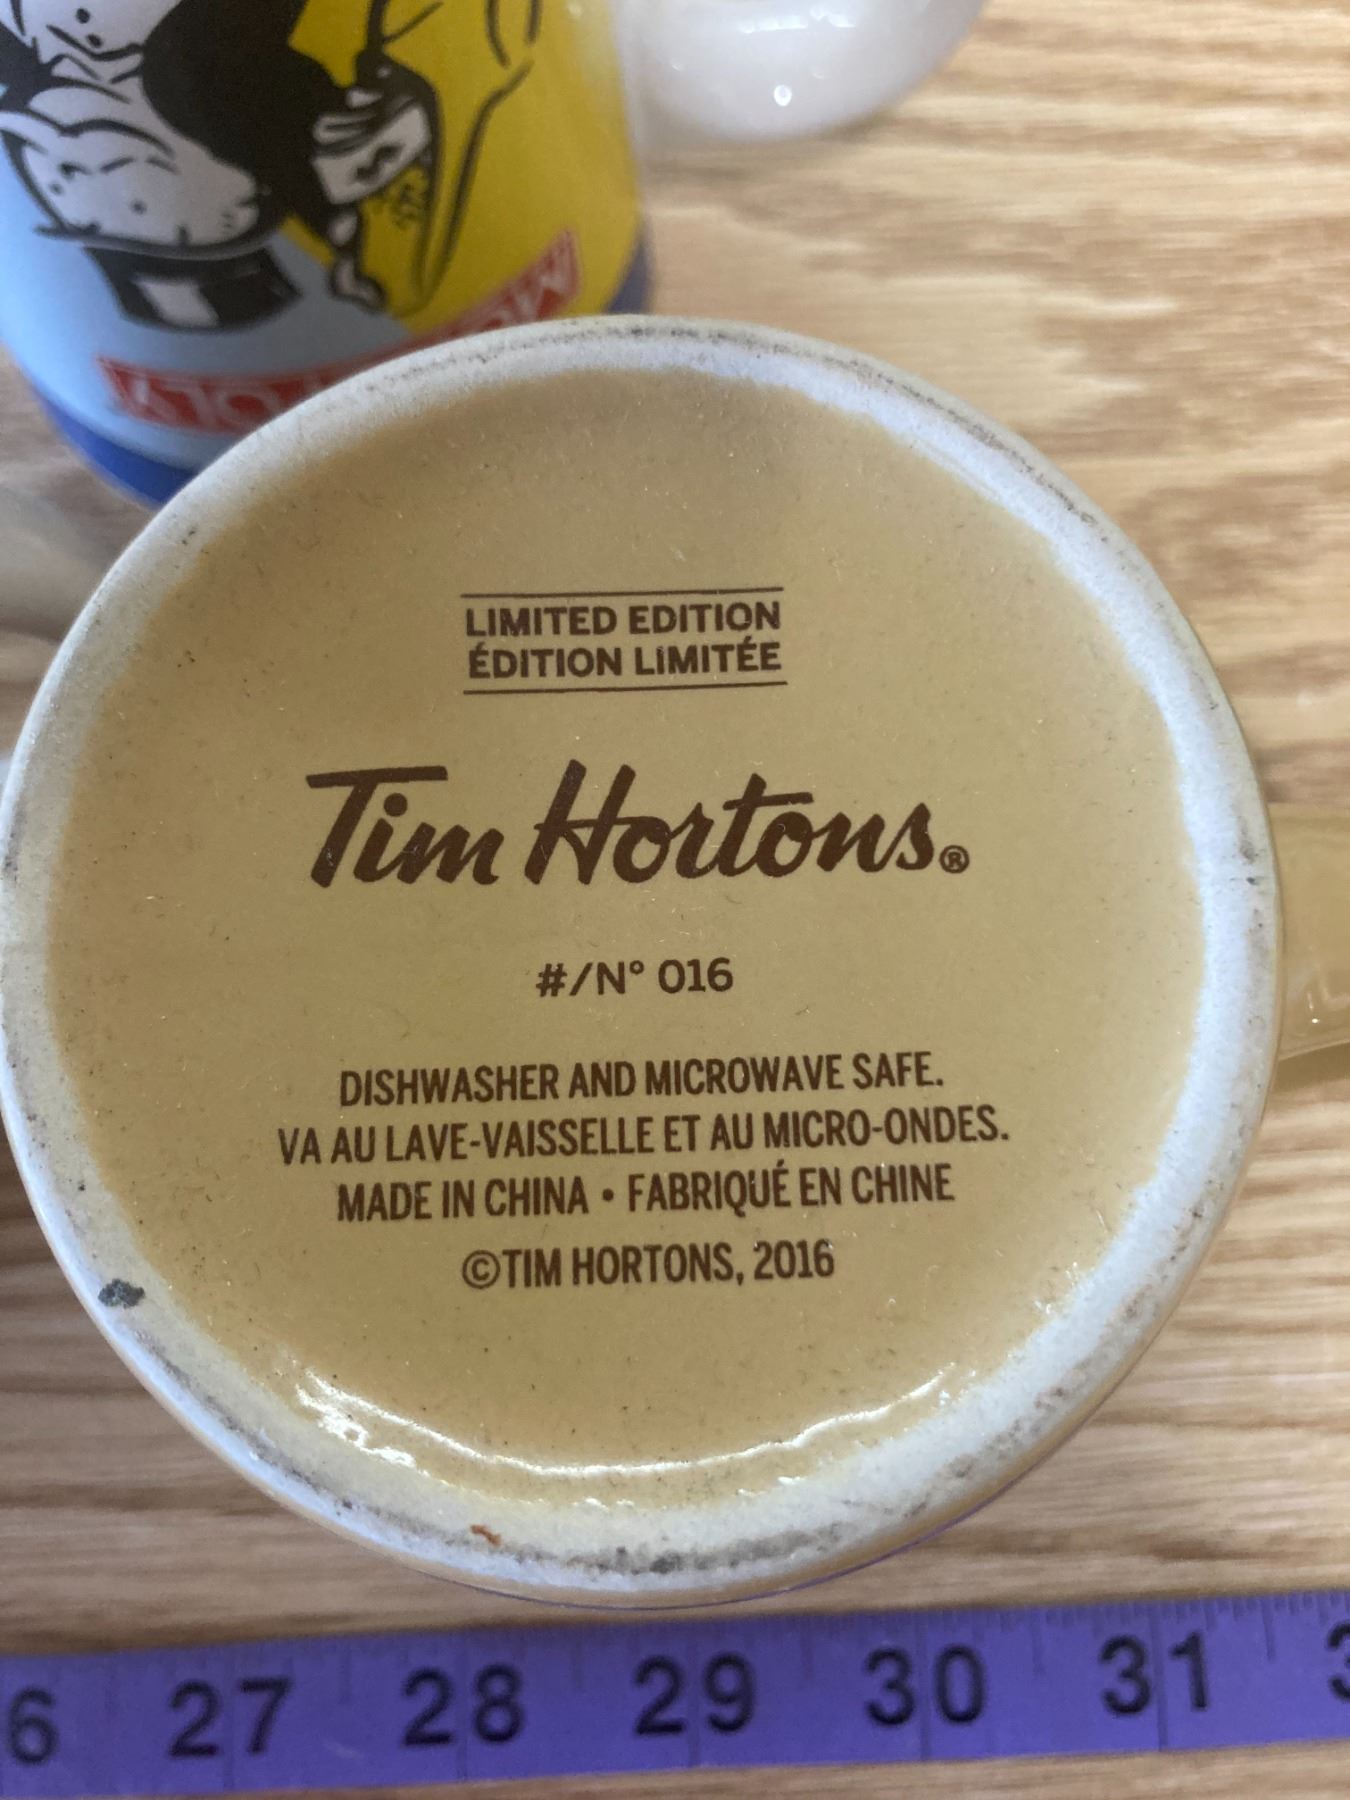 LIMITED EDITION
ÉDITION LIMITÉE
Tim Hortons®
#/N° 016
DISHWASHER AND MICROWAVE SAFE.
VA AU LAVE-VAISSELLE ET AU MICRO-ONDES.
MADE IN CHINA • FABRIQUÉ EN CHINE
©TIM HORTONS, 2016
27 28 29 30 31